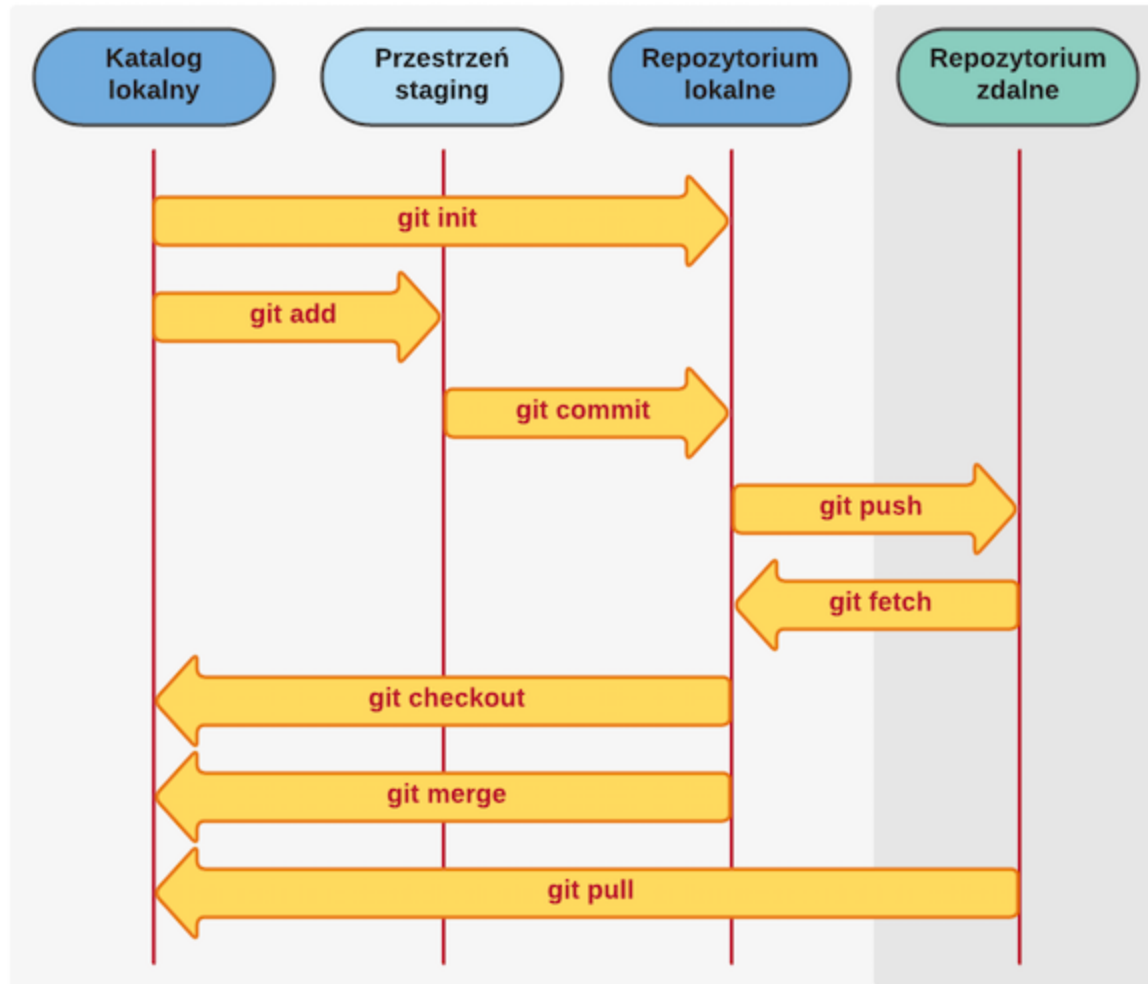 Katalog
lokalny
Przestrzeń
staging
Repozytorium
lokalne
Repozytorium
zdalne
git init
git add
git commit
git push
git fetch
git checkout
git merge
git pull